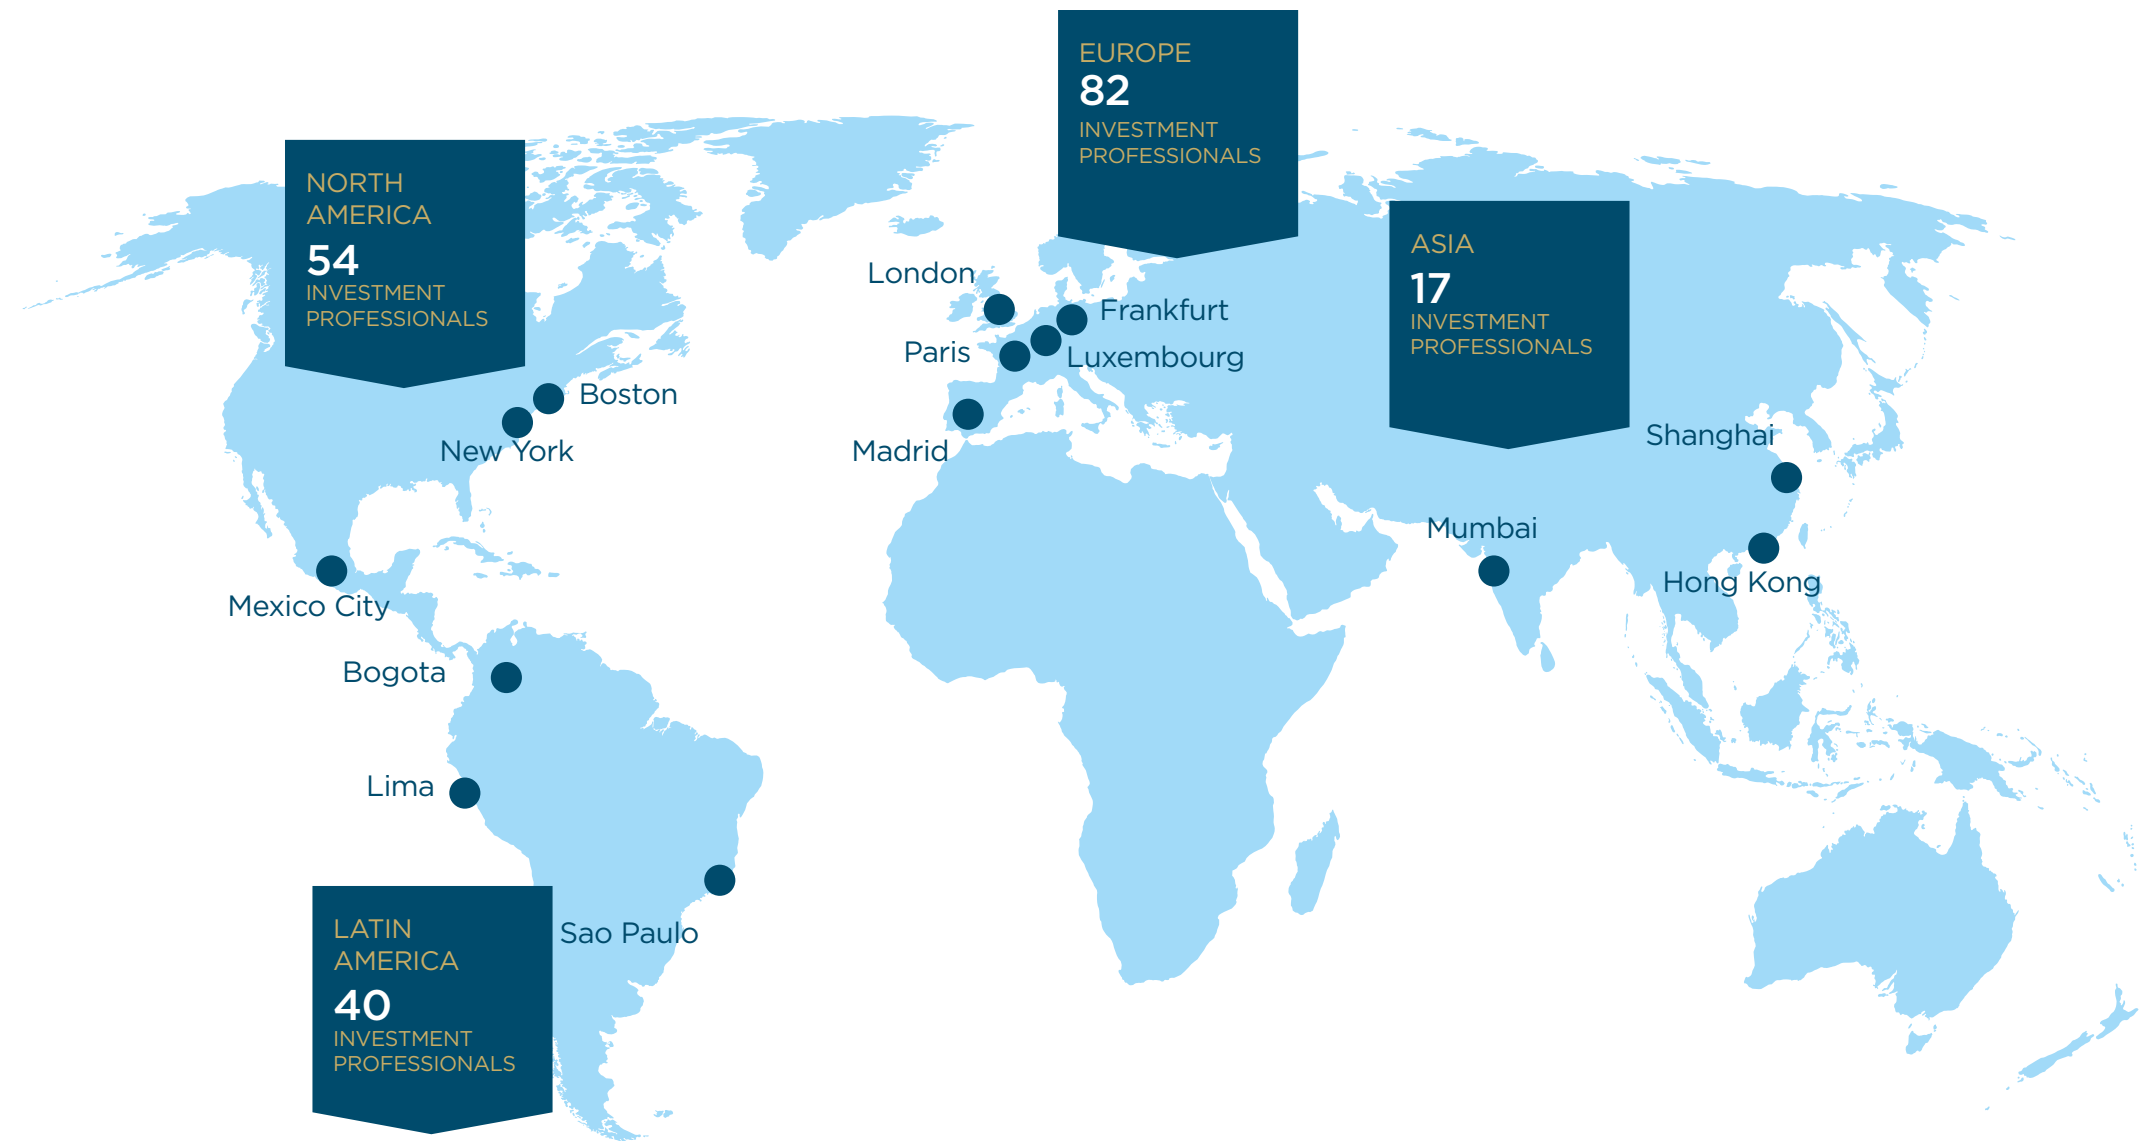 EUROPE
82
INVESTMENT
PROFESSIONALS
NORTH
AMERICA
54
INVESTMENT
PROFESSIONALS
ASIA
17
INVESTMENT
PROFESSIONALS
London
Frankfurt
Paris
Luxembourg
Boston
New York
Madrid
Shanghai
Mumbai
Hong Kong
Mexico City
Bogota
Lima
Sao Paulo
LATIN
AMERICA
40
INVESTMENT
PROFESSIONALS